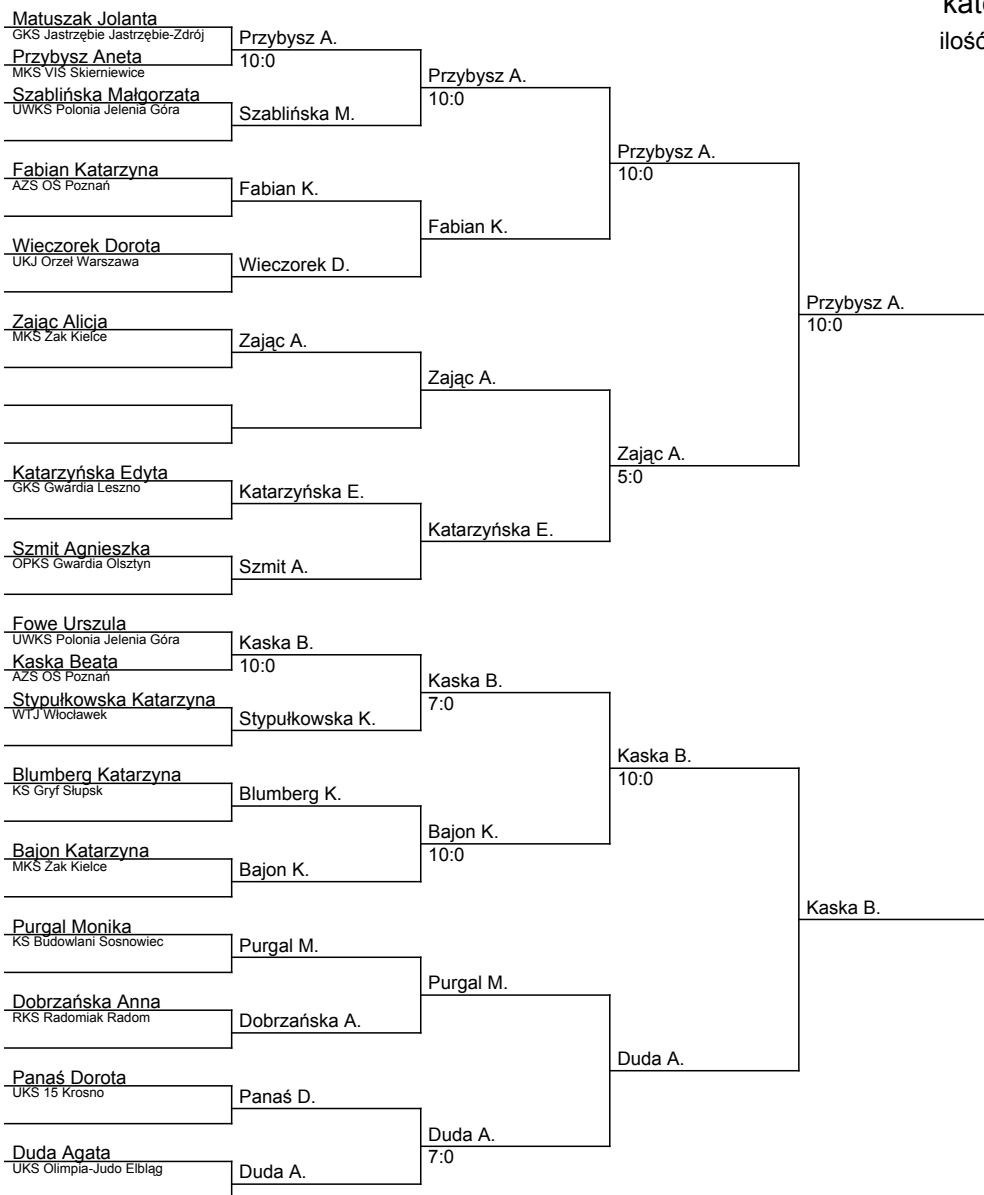 Matuszak Jolanta
GKS Jastrzębie Jastrzębie-Zdrój
Przybysz Aneta
MKS VIS Skierniewice
Szablińska Małgorzata
UWKS Polonia Jelenia Góra
Fabian Katarzyna
AZS OŚ Poznań
Wieczorek Dorota
UKJ Orzeł Warszawa
Zając Alicja
MKS Żak Kielce
Katarzyńska Edyta
GKS Gwardia Leszno
Szmit Agnieszka
OPKS Gwardia Olsztyn
Fowe Urszula
UWKS Polonia Jelenia Góra
Kaska Beata
AZS OŚ Poznań
Stypułkowska Katarzyna
WTJ Włocławek
Blumberg Katarzyna
KS Gryf Słupsk
Bajon Katarzyna
MKS Żak Kielce
Purgal Monika
KS Budowlani Sosnowiec
Dobrzańska Anna
RKS Radomiak Radom
Panaś Dorota
UKS 15 Krosno
Duda Agata
UKS Olimpia-Judo Elbląg
Przybysz A.
10:0
Szablińska M.
Fabian K.
Wieczorek D.
Zając A.
Katarzyńska E.
Szmit A.
Kaska B.
10:0
Stypułkowska K.
Blumberg K.
Bajon K.
Purgal M.
Dobrzańska A.
Panaś D.
Duda A.
Przybysz A.
10:0
Fabian K.
Zając A.
Katarzyńska E.
Kaska B.
7:0
Bajon K.
10:0
Purgal M.
Duda A.
7:0
Przybysz A.
10:0
Zając A.
5:0
Kaska B.
10:0
Duda A.
Przybysz A.
10:0
Kaska B.
ilość